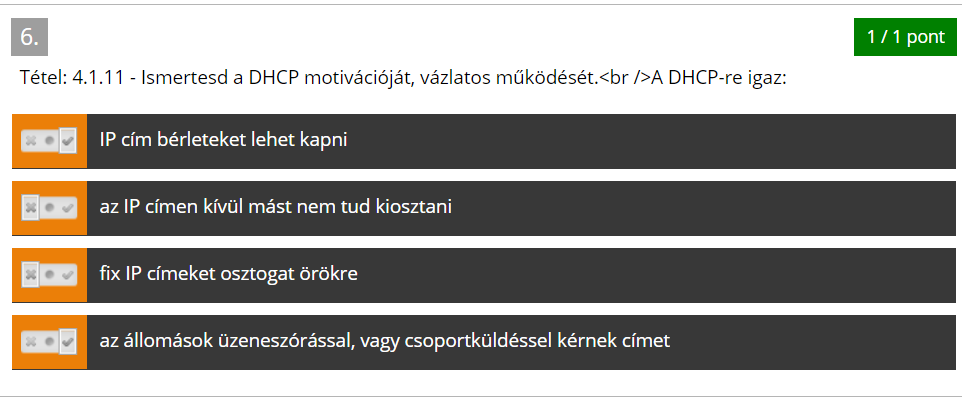 6.
1 / 1 pont
Tétel: 4.1.11 - Ismertesd a DHCP motivációját, vázlatos működését.<br />A DHCP-re igaz:
IP cím bérleteket lehet kapni
az IP címen kívül mást nem tud kiosztani
fix IP címeket osztogat örökre
az állomások üzeneszórással, vagy csoportküldéssel kérnek címet